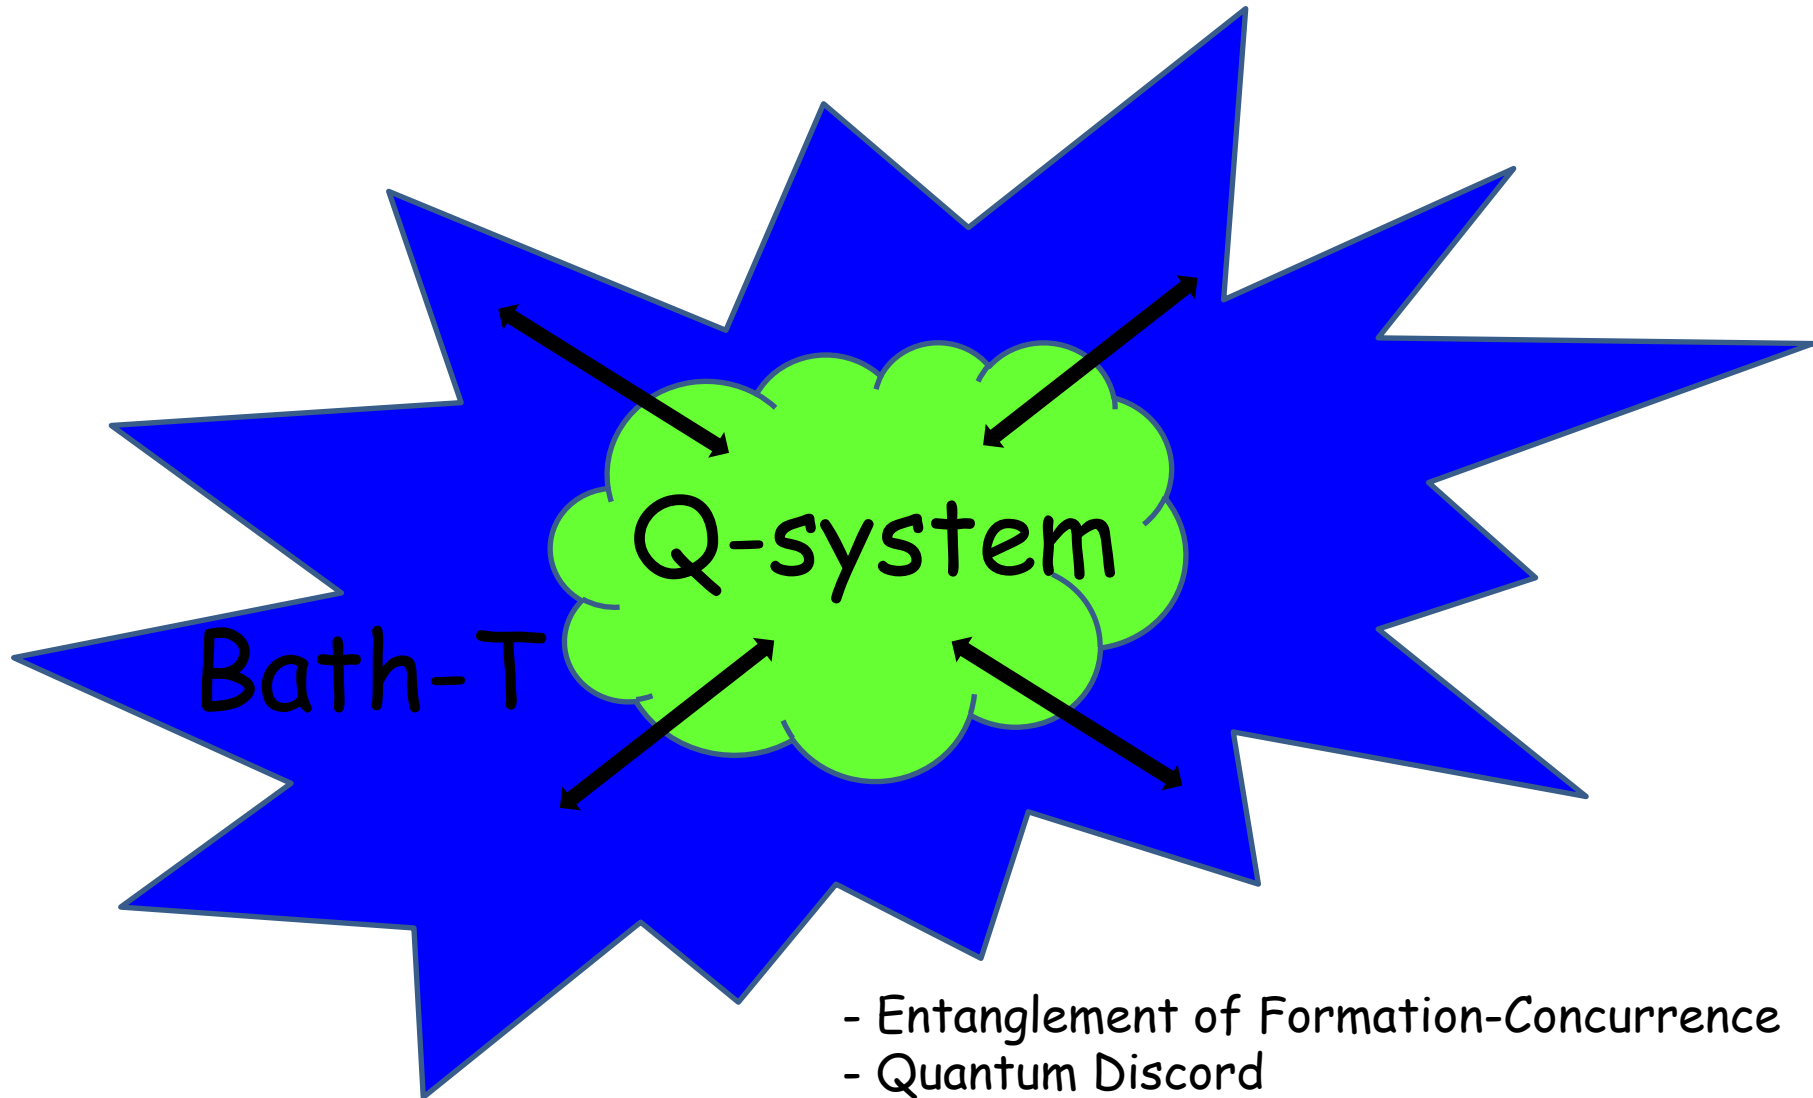 Q-system
Bath-T
- Entanglement of Formation-Concurrence
- Quantum Discord